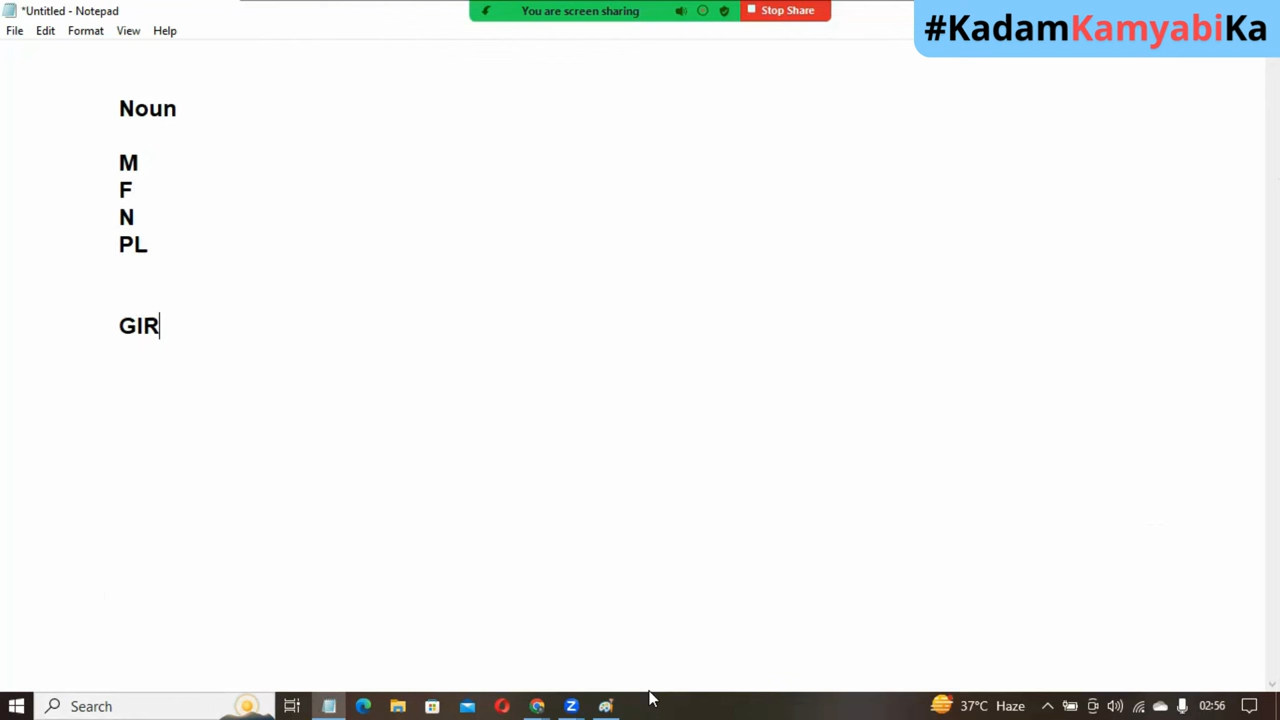 *Untitled - Notepad
You are screen sharing
Stop Share
#KadamKamyabiKa
File Edit Format View Help
Noun
M
F
N
PL
GIR
Search
37°C Haze
02:56